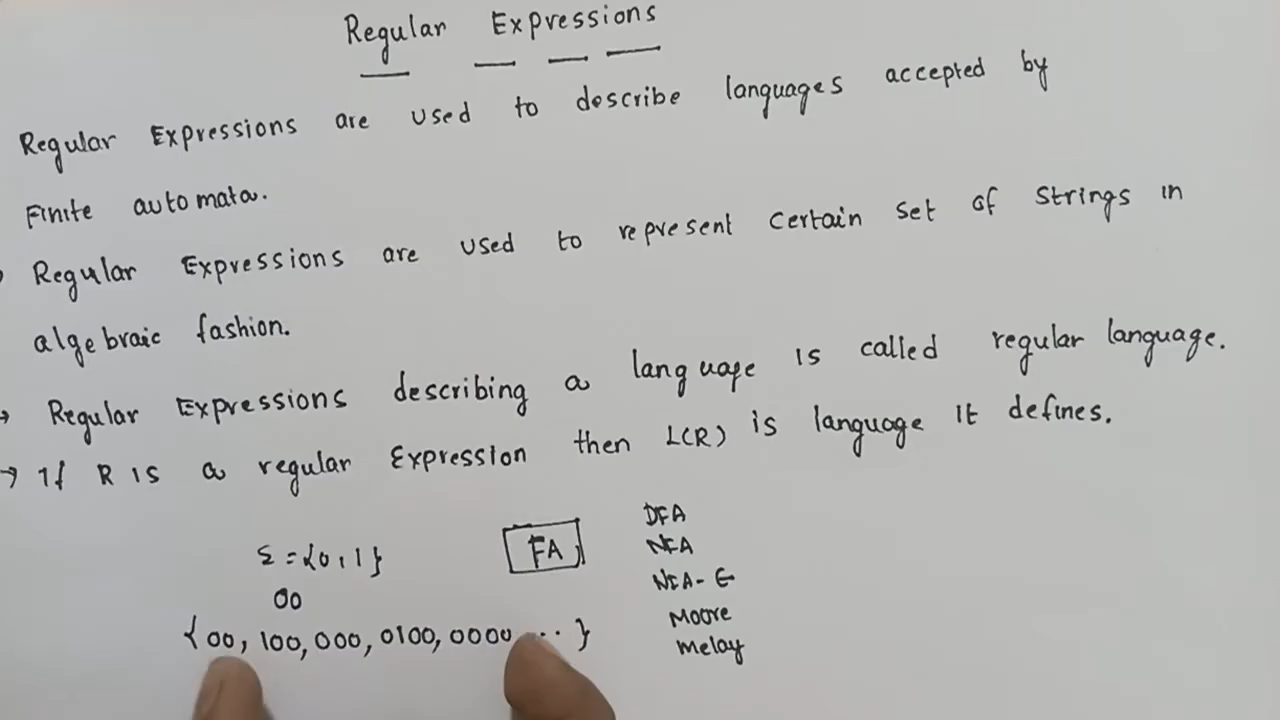 Regular Expressions
Regular Expressions are used to describe languages accepted by
Finite automata.
Regular Expressions are used to represent certain set of strings in
algebraic fashion.
→ Regular Expressions describing a language is called regular language.
→ If R is a regular Expression then L(R) is language it defines.
Σ = {0,1}
00
{00, 100, 000, 0100, 0000 ... }
FA
DFA
NFA
NFA-ε
Moore
Melay